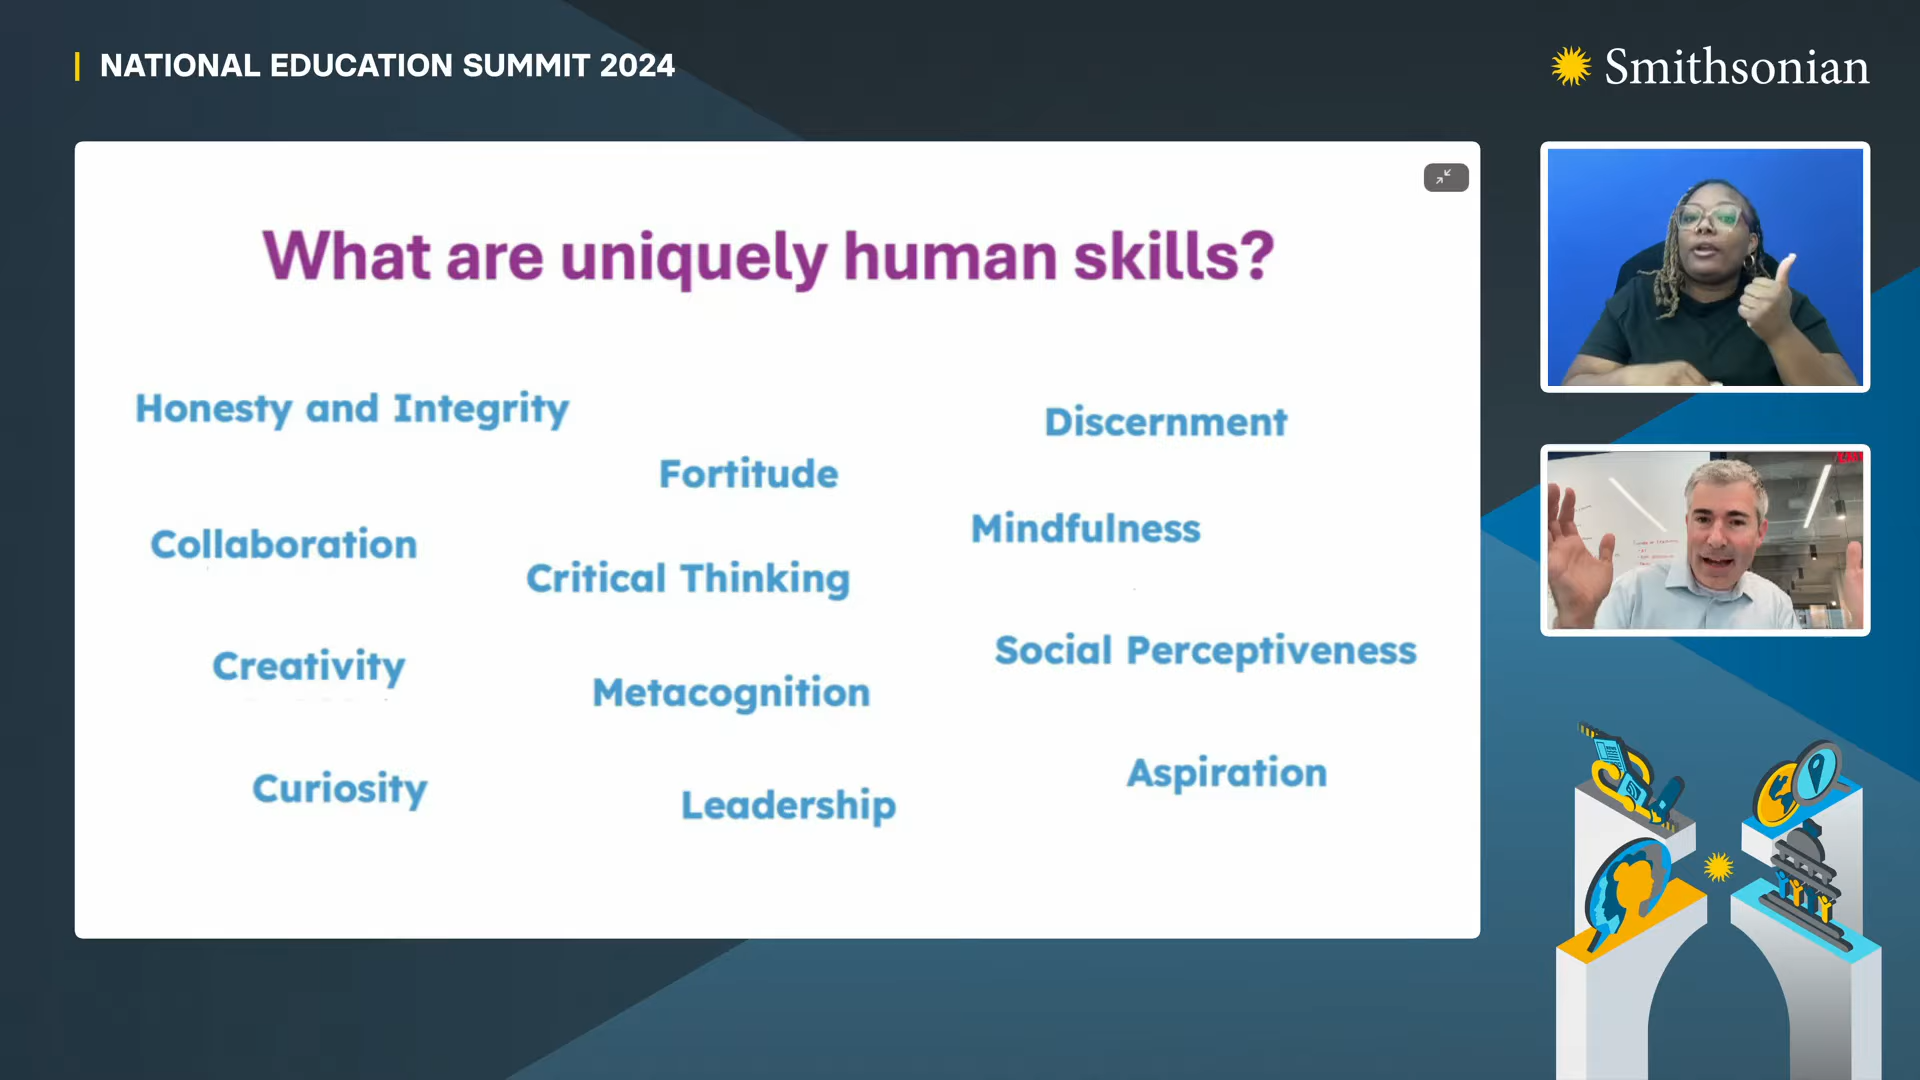 NATIONAL EDUCATION SUMMIT 2024
Smithsonian
What are uniquely human skills?
Honesty and Integrity
Discernment
Fortitude
Mindfulness
Collaboration
Critical Thinking
Social Perceptiveness
Creativity
Metacognition
Aspiration
Curiosity
Leadership